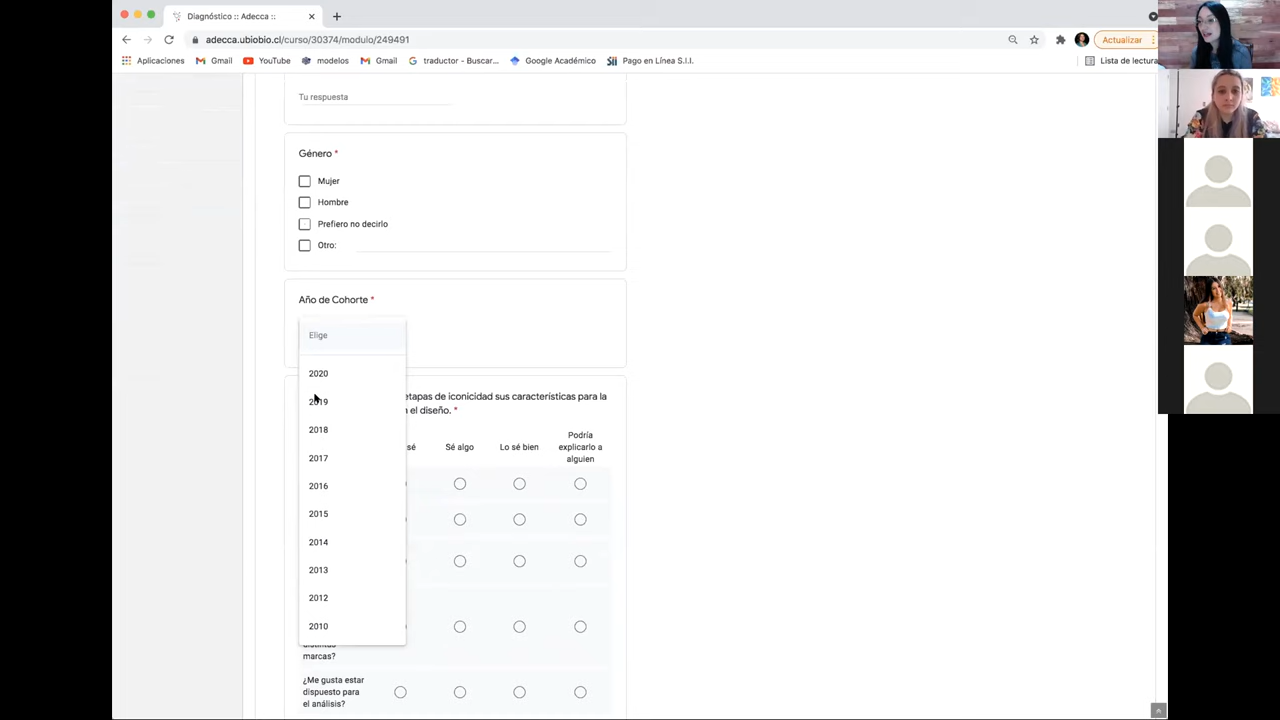 Diagnóstico :: Adecca ::
adecca.ubiobio.cl/curso/30374/modulo/249491
Actualizar
Aplicaciones
Gmail
YouTube
modelos
Gmail
traductor - Buscar...
Google Académico
Pago en Línea S.I.I.
Lista de lectura
Tu respuesta
Género *
Mujer
Hombre
Prefiero no decirlo
Otro:
Año de Cohorte *
Elige
2020
2019
2018
2017
2016
2015
2014
2013
2012
2010
etapas de iconicidad sus características para la
el diseño. *
sé
Sé algo
Lo sé bien
Podría
explicarlo a
alguien
distintas
marcas?
¿Me gusta estar
dispuesto para
el análisis?